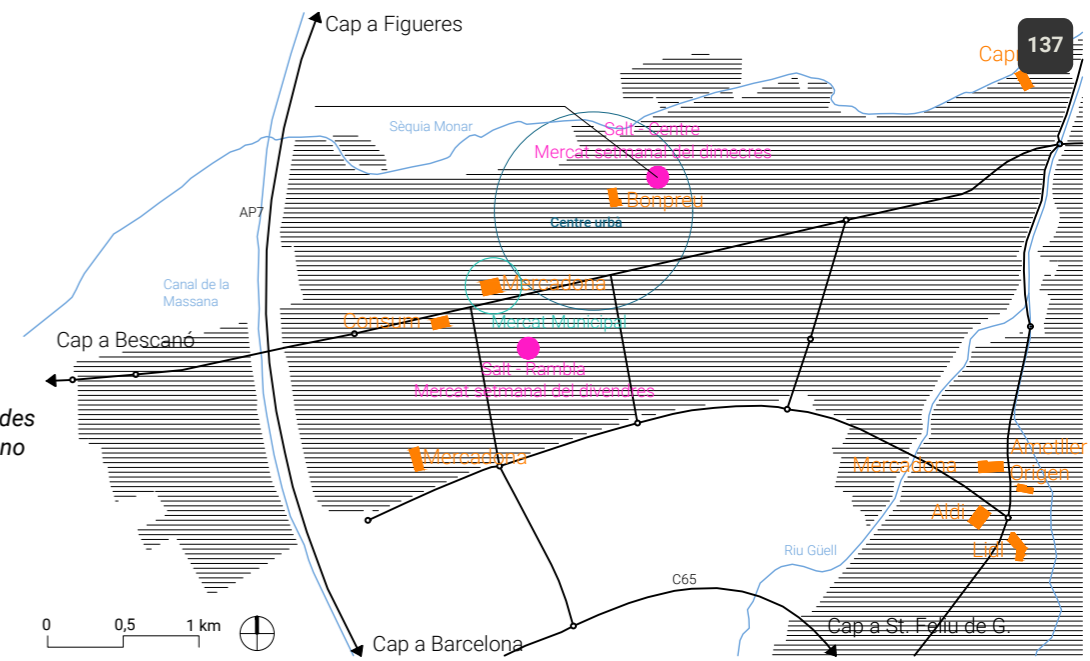 Cap a Figueres
137
Sèquia Monar
Salt - Centre
Mercat setmanal del dimecres
Bonpreu
AP7
Centre urbà
Canal de la
Massana
Mercadona
Consum
Mercat Municipal
Cap a Bescanó
Salt - Rambla
Mercat setmanal del divendres
des
no
Mercadona
Mercadona
Origen
Aldi
Lidl
Riu Güell
C65
0
0,5
1 km
Cap a Barcelona
Cap a St. Feliu de G.